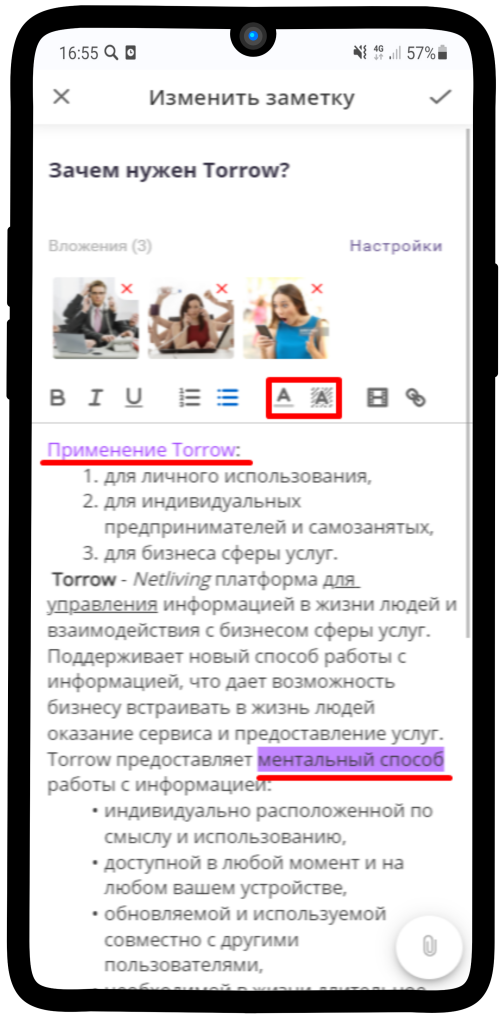 16:55 4G 57%
Изменить заметку
Зачем нужен Torrow?
Вложения (3) Настройки
B I U A A
Применение Torrow:
1. для личного использования,
2. для индивидуальных
предпринимателей и самозанятых,
3. для бизнеса сферы услуг.
Torrow - Netliving платформа для
управления информацией в жизни людей и
взаимодействия с бизнесом сферы услуг.
Поддерживает новый способ работы с
информацией, что дает возможность
бизнесу встраивать в жизнь людей
оказание сервиса и предоставление услуг.
Torrow предоставляет ментальный способ
работы с информацией:
• индивидуально расположенной по
смыслу и использованию,
• доступной в любой момент и на
любом вашем устройстве,
• обновляемой и используемой
совместно с другими
пользователями,
• необходимой в жизни длительное